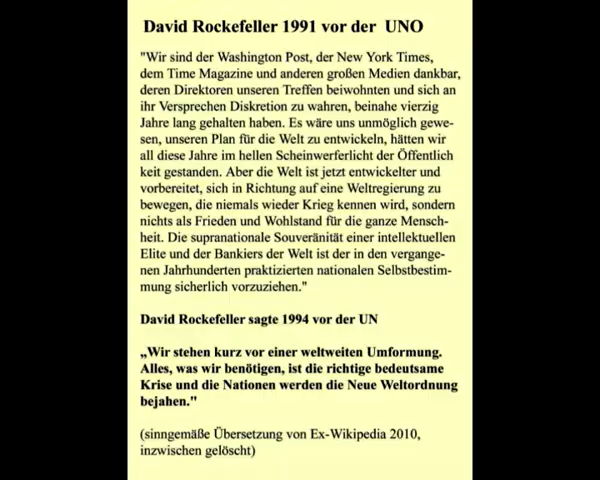 David Rockefeller 1991 vor der UNO
"Wir sind der Washington Post, der New York Times,
dem Time Magazine und anderen großen Medien dankbar,
deren Direktoren unseren Treffen beiwohnten und sich an
ihr Versprechen Diskretion zu wahren, beinahe vierzig
Jahre lang gehalten haben. Es wäre uns unmöglich gewe-
sen, unseren Plan für die Welt zu entwickeln, hätten wir
all diese Jahre im hellen Scheinwerferlicht der Öffentlich
keit gestanden. Aber die Welt ist jetzt entwickelter und
vorbereitet, sich in Richtung auf eine Weltregierung zu
bewegen, die niemals wieder Krieg kennen wird, sondern
nichts als Frieden und Wohlstand für die ganze Mensch-
heit. Die supranationale Souveränität einer intellektuellen
Elite und der Bankiers der Welt ist der in den vergange-
nen Jahrhunderten praktizierten nationalen Selbstbestim-
mung sicherlich vorzuziehen."
David Rockefeller sagte 1994 vor der UN
„Wir stehen kurz vor einer weltweiten Umformung.
Alles, was wir benötigen, ist die richtige bedeutsame
Krise und die Nationen werden die Neue Weltordnung
bejahen."
(sinngemäße Übersetzung von Ex-Wikipedia 2010,
inzwischen gelöscht)